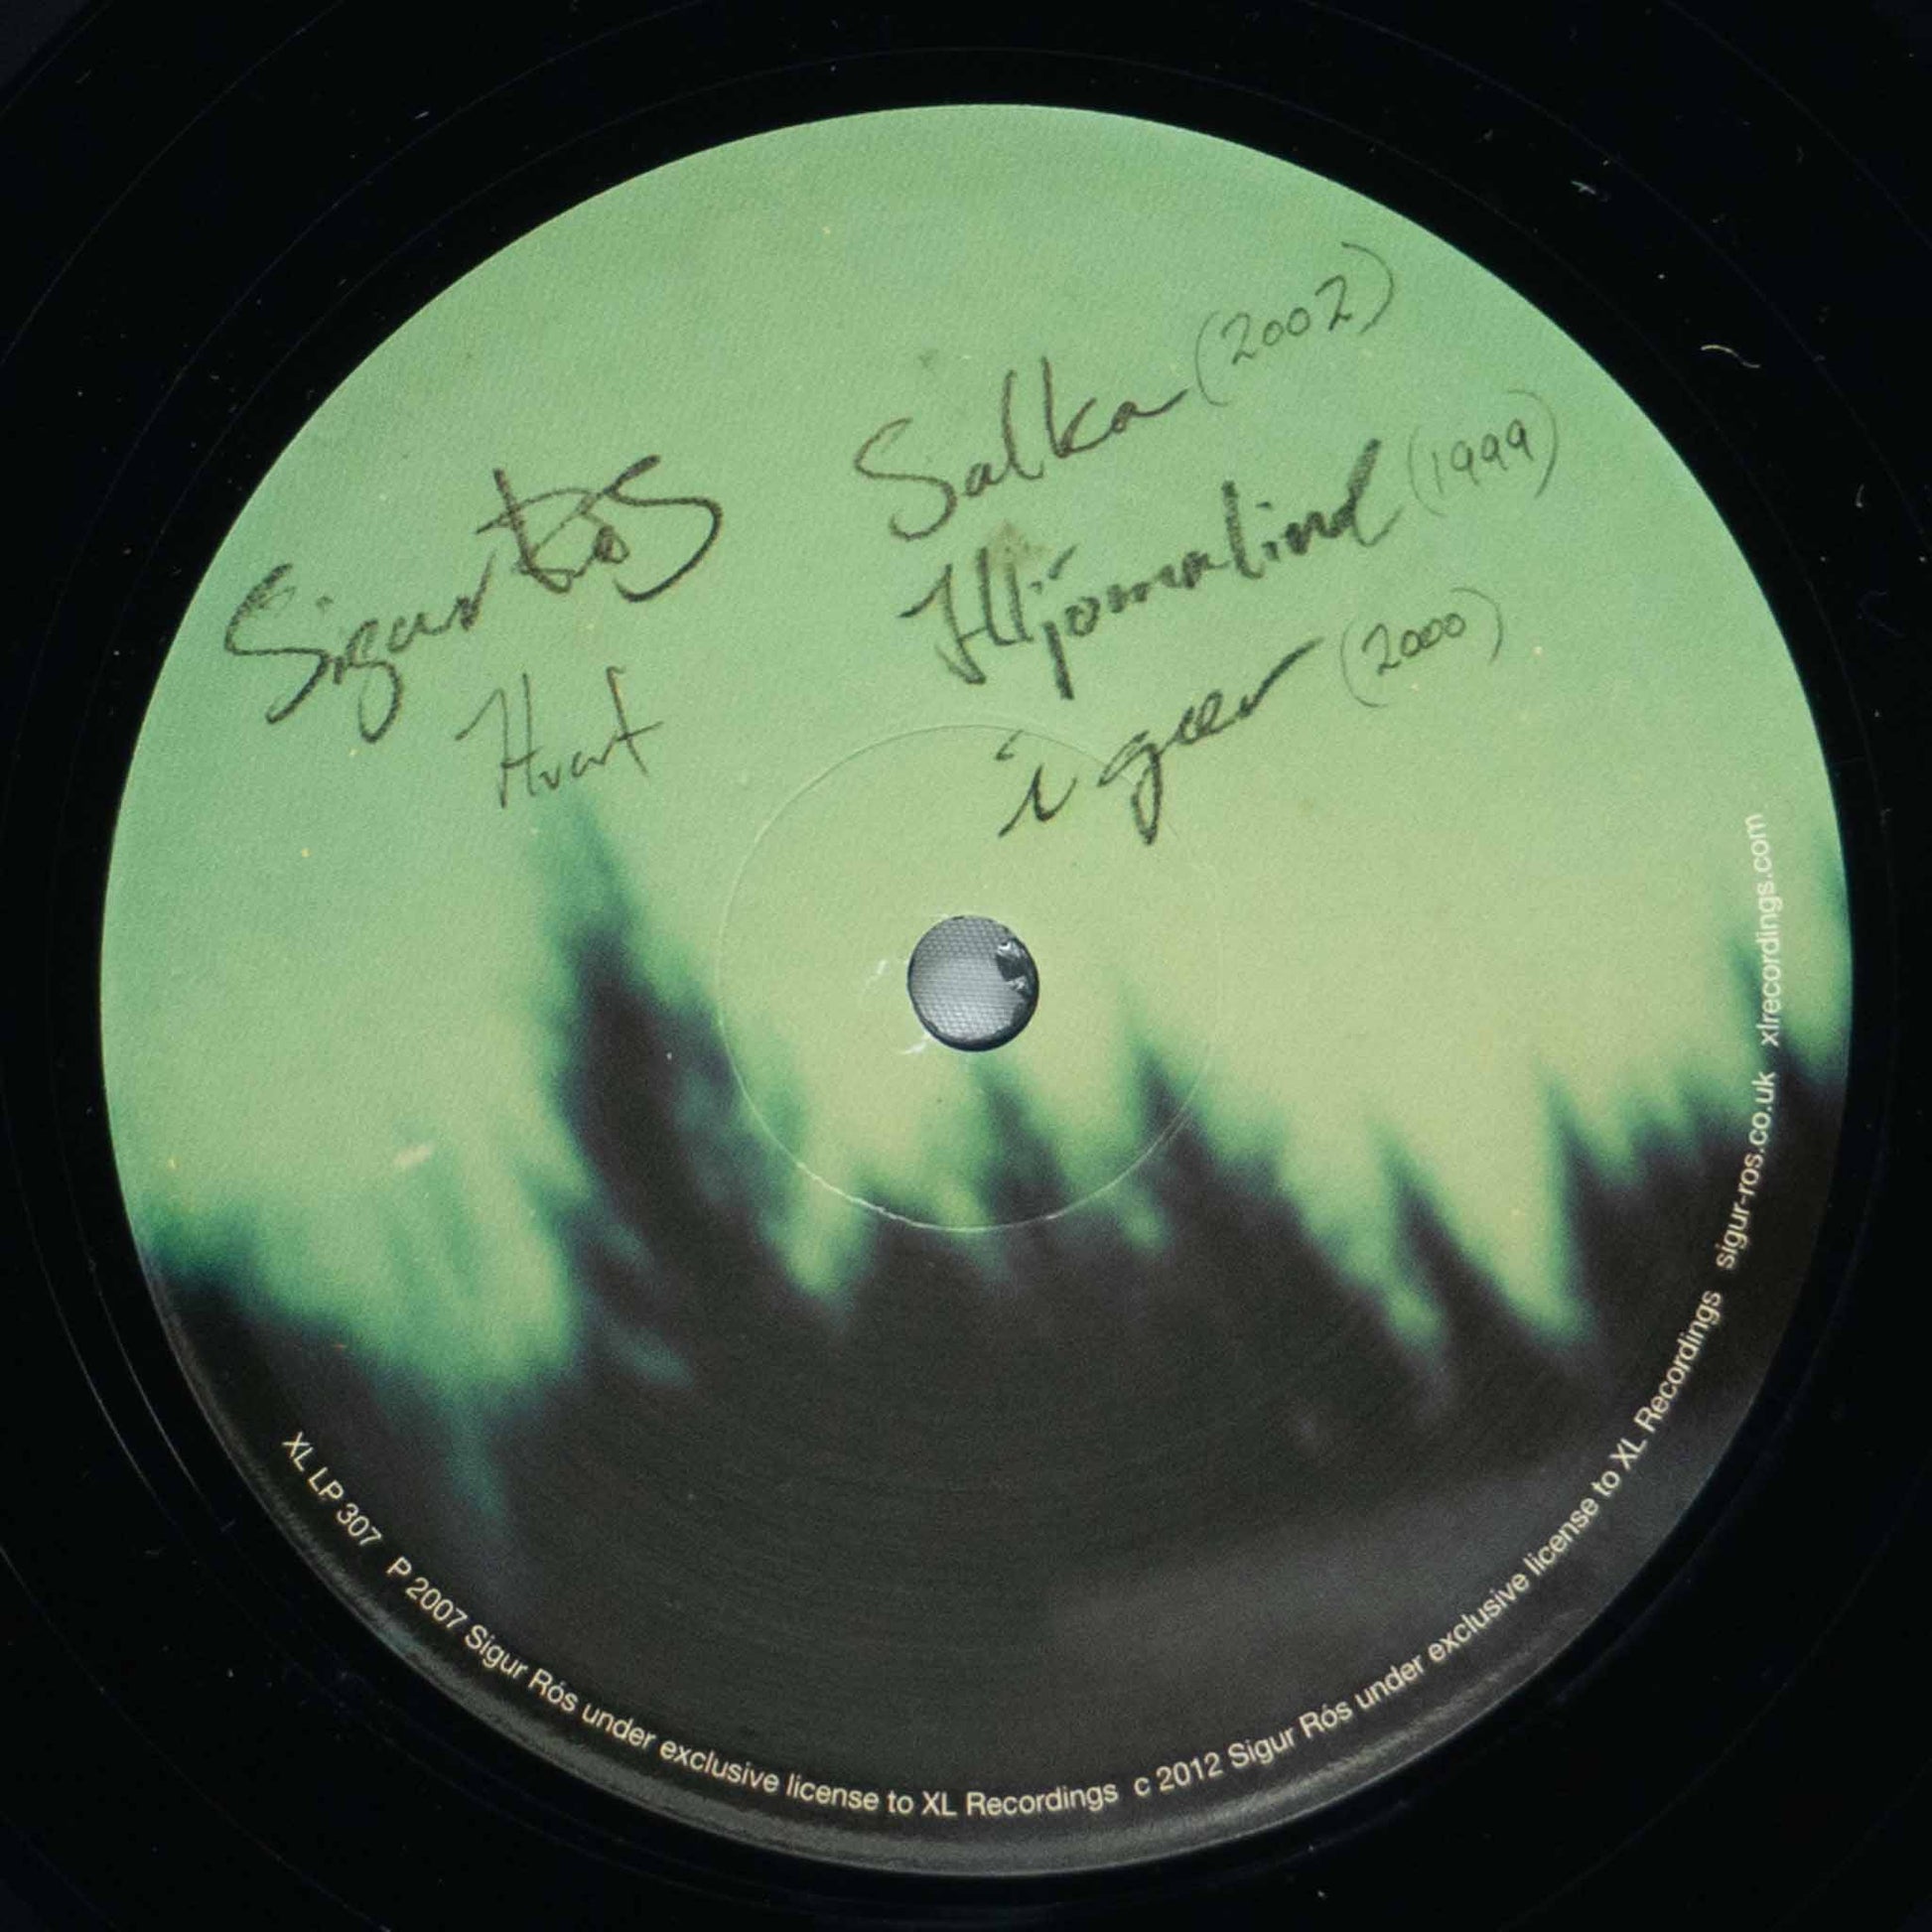 Sigur Rós
Hvarf
Salka (2002)
Hljómalind (1999)
í gær (2000)
XL LP 307 P 2007 Sigur Rós under exclusive license to XL Recordings c 2012 Sigur Rós under exclusive license to XL Recordings sigur-ros.co.uk xlrecordings.com